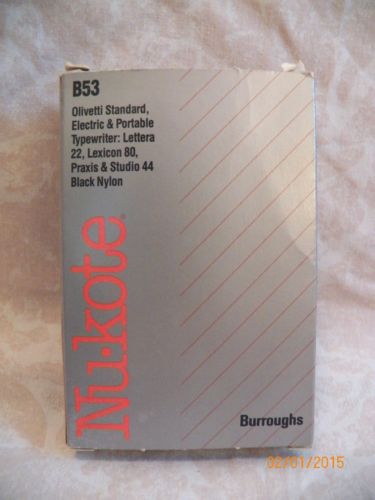 B53
Olivetti Standard,
Electric & Portable
Typewriter: Lettera
22, Lexicon 80,
Praxis & Studio 44
Black Nylon
Nu·kote®
Burroughs
02/01/2015